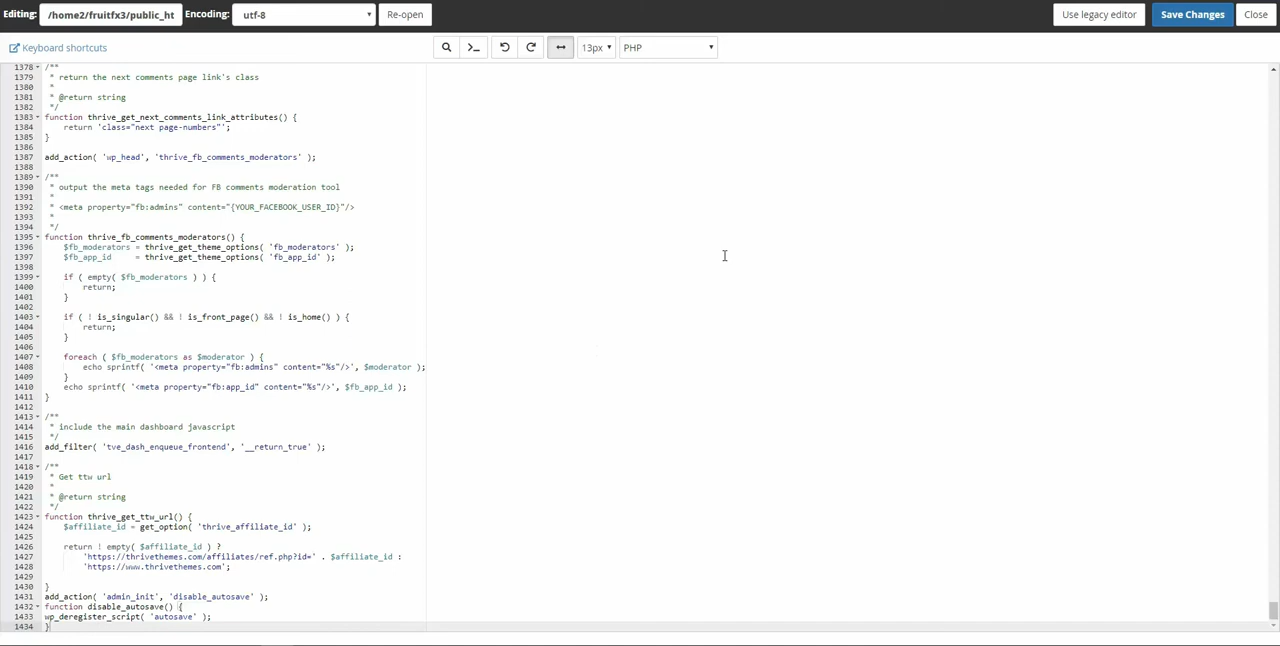 Editing: /home2/fruitfx3/public_ht Encoding: utf-8 Re-open Use legacy editor Save Changes Close
Keyboard shortcuts 13px PHP
1378 /**
1379 * return the next comments page link's class
1380 *
1381 * @return string
1382 */
1383 function thrive_get_next_comments_link_attributes() {
1384 return 'class="next page-numbers"';
1385 }
1386
1387 add_action( 'wp_head', 'thrive_fb_comments_moderators' );
1388
1389 /**
1390 * output the meta tags needed for FB comments moderation tool
1391 *
1392 * <meta property="fb:admins" content="{YOUR_FACEBOOK_USER_ID}"/>
1393 *
1394 */
1395 function thrive_fb_comments_moderators() {
1396 $fb_moderators = thrive_get_theme_options( 'fb_moderators' );
1397 $fb_app_id = thrive_get_theme_options( 'fb_app_id' );
1398
1399 if ( empty( $fb_moderators ) ) {
1400 return;
1401 }
1402
1403 if ( ! is_singular() && ! is_front_page() && ! is_home() ) {
1404 return;
1405 }
1406
1407 foreach ( $fb_moderators as $moderator ) {
1408 echo sprintf( '<meta property="fb:admins" content="%s"/>', $moderator );
1409 }
1410 echo sprintf( '<meta property="fb:app_id" content="%s"/>', $fb_app_id );
1411 }
1412
1413 /**
1414 * include the main dashboard javascript
1415 */
1416 add_filter( 'tve_dash_enqueue_frontend', '__return_true' );
1417
1418 /**
1419 * Get ttw url
1420 *
1421 * @return string
1422 */
1423 function thrive_get_ttw_url() {
1424 $affiliate_id = get_option( 'thrive_affiliate_id' );
1425
1426 return ! empty( $affiliate_id ) ?
1427 'https://thrivethemes.com/affiliates/ref.php?id=' . $affiliate_id :
1428 'https://www.thrivethemes.com';
1429
1430 }
1431 add_action( 'admin_init', 'disable_autosave' );
1432 function disable_autosave() {
1433 wp_deregister_script( 'autosave' );
1434 }